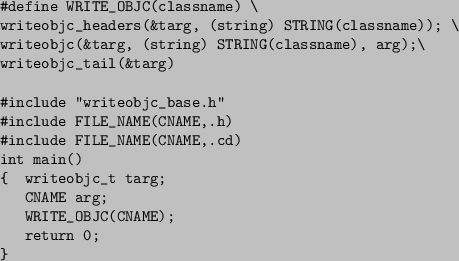 #define WRITE_OBJC(classname) \
writeobjc_headers(&targ, (string) STRING(classname)); \
writeobjc(&targ, (string) STRING(classname), arg);\
writeobjc_tail(&targ)
#include "writeobjc_base.h"
#include FILE_NAME(CNAME,.h)
#include FILE_NAME(CNAME,.cd)
int main()
{  writeobjc_t targ;
   CNAME arg;
   WRITE_OBJC(CNAME);
   return 0;
}